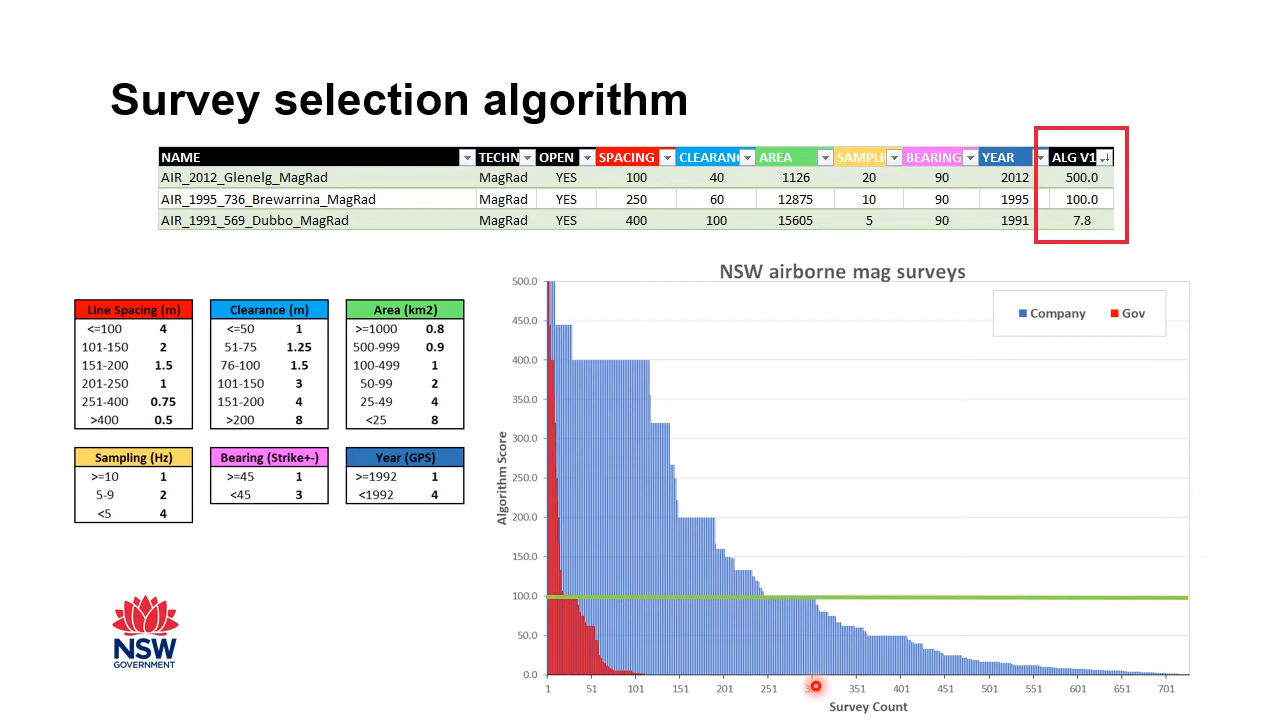 Survey selection algorithm
NAME TECHN OPEN SPACING CLEARAN AREA SAMPLI BEARING YEAR ALG V1
AIR_2012_Glenelg_MagRad MagRad YES 100 40 1126 20 90 2012 500.0
AIR_1995_736_Brewarrina_MagRad MagRad YES 250 60 12875 10 90 1995 100.0
AIR_1991_569_Dubbo_MagRad MagRad YES 400 100 15605 5 90 1991 7.8
Line Spacing (m)
<=100 4
101-150 2
151-200 1.5
201-250 1
251-400 0.75
>400 0.5
Clearance (m)
<=50 1
51-75 1.25
76-100 1.5
101-150 3
151-200 4
>200 8
Area (km2)
>=1000 0.8
500-999 0.9
100-499 1
50-99 2
25-49 4
<25 8
Sampling (Hz)
>=10 1
5-9 2
<5 4
Bearing (Strike+-)
>=45 1
<45 3
Year (GPS)
>=1992 1
<1992 4
NSW
GOVERNMENT
NSW airborne mag surveys
Company Gov
Algorithm Score
500.0
450.0
400.0
350.0
300.0
250.0
200.0
150.0
100.0
50.0
0.0
1 51 101 151 201 251 351 401 451 501 551 601 651 701
Survey Count